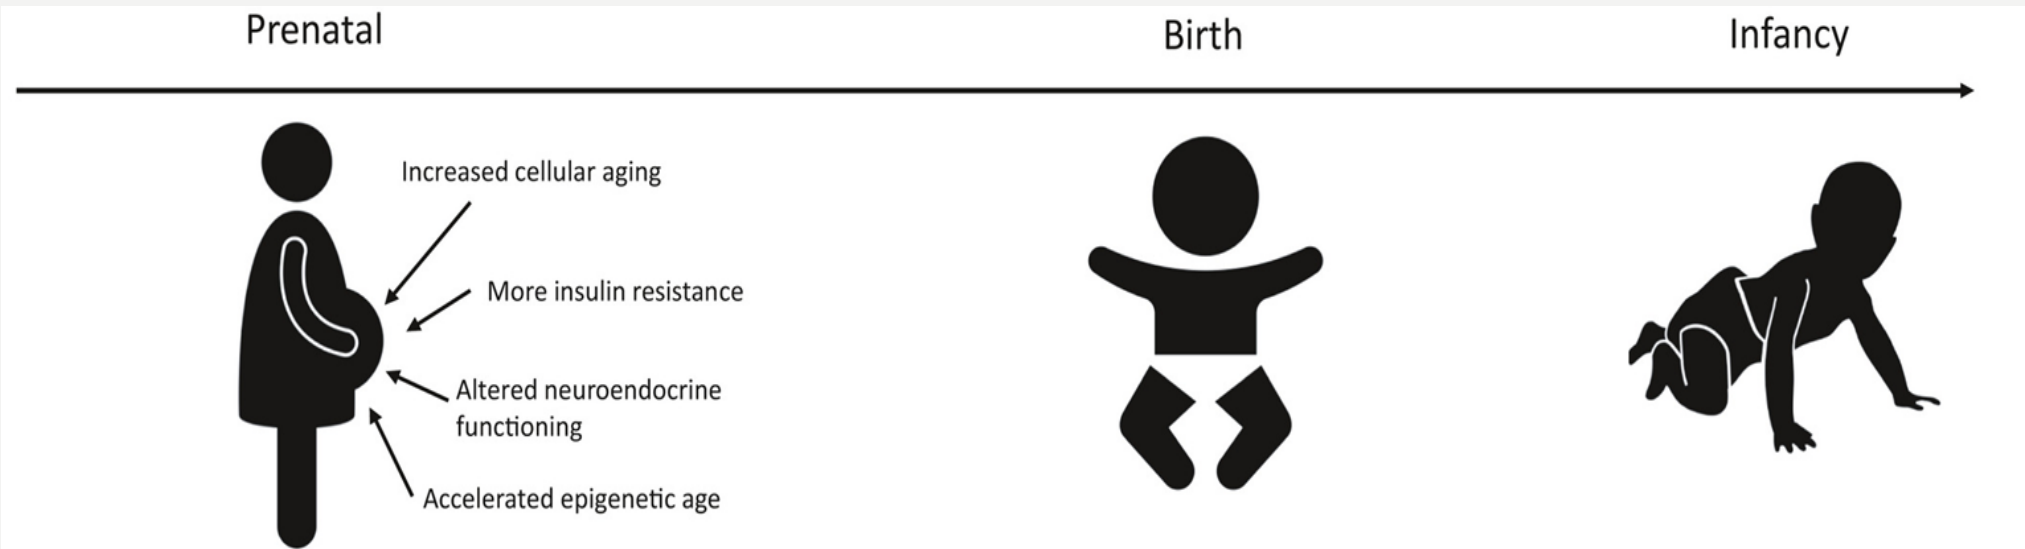 Prenatal
Birth
Infancy
Increased cellular aging
More insulin resistance
Altered neuroendocrine
functioning
Accelerated epigenetic age